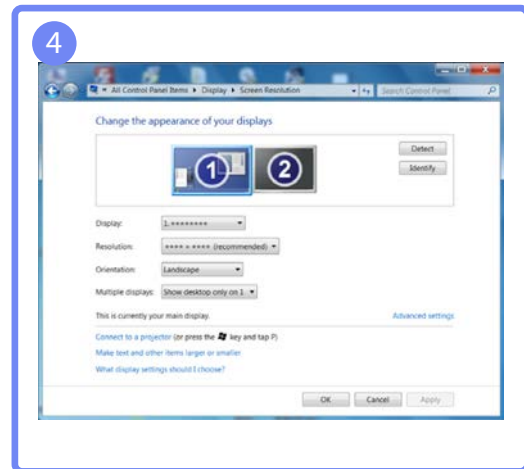 4
All Control Panel Items ▸ Display ▸ Screen Resolution
Search Control Panel
Change the appearance of your displays
1
2
Detect
Identify
Display: 1. ********
Resolution: **** × **** (recommended)
Orientation: Landscape
Multiple displays: Show desktop only on 1
This is currently your main display.
Advanced settings
Connect to a projector (or press the key and tap P)
Make text and other items larger or smaller
What display settings should I choose?
OK
Cancel
Apply